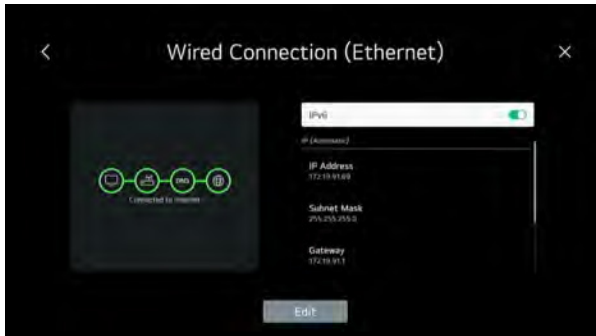 Wired Connection (Ethernet)
IPv6
IP (Automatic)
DNS
Connected to Internet
IP Address
172.19.91.69
Subnet Mask
255.255.255.0
Gateway
172.19.91.1
Edit